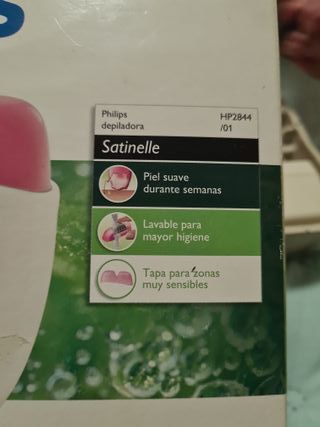 Philips
depiladora
HP2844
/01
Satinelle
Piel suave
durante semanas
Lavable para
mayor higiene
Tapa para zonas
muy sensibles